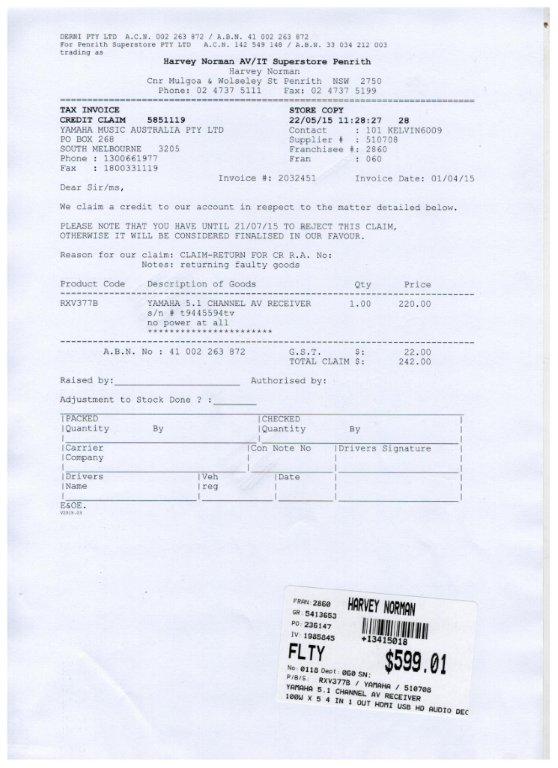 DERNI PTY LTD A.C.N. 002 263 872 / A.B.N. 41 002 263 872
For Penrith Superstore PTY LTD A.C.N. 142 549 148 / A.B.N. 33 034 212 003
trading as
Harvey Norman AV/IT Superstore Penrith
Harvey Norman
Cnr Mulgoa & Wolseley St Penrith NSW 2750
Phone: 02 4737 5111 Fax: 02 4737 5199
TAX INVOICE STORE COPY
CREDIT CLAIM 5851119 22/05/15 11:28:27 28
YAMAHA MUSIC AUSTRALIA PTY LTD Contact : 101 KELVIN6009
PO BOX 268 Supplier # : 510708
SOUTH MELBOURNE 3205 Franchisee #: 2860
Phone : 1300661977 Fran : 060
Fax : 1800331119
Invoice #: 2032451 Invoice Date: 01/04/15
Dear Sir/ms,
We claim a credit to our account in respect to the matter detailed below.
PLEASE NOTE THAT YOU HAVE UNTIL 21/07/15 TO REJECT THIS CLAIM,
OTHERWISE IT WILL BE CONSIDERED FINALISED IN OUR FAVOUR.
Reason for our claim: CLAIM-RETURN FOR CR R.A. No:
Notes: returning faulty goods
Product Code Description of Goods Qty Price
RXV377B YAMAHA 5.1 CHANNEL AV RECEIVER 1.00 220.00
s/n # t9445594tv
no power at all
***********************
A.B.N. No : 41 002 263 872 G.S.T. $: 22.00
TOTAL CLAIM $: 242.00
Raised by: Authorised by:
Adjustment to Stock Done ? :
PACKED CHECKED
Quantity By Quantity By
Carrier Con Note No Drivers Signature
Company
Drivers Veh Date
Name reg
E&OE.
FRAN: 2860 HARVEY NORMAN
GR: 5413653
PO: 236147
IV: 1985845 +13415018
FLTY $599.01
No: 0118 Dept: 060 SN:
P/B/S: RXV377B / YAMAHA / 510708
YAMAHA 5.1 CHANNEL AV RECEIVER
100W X 5 4 IN 1 OUT HDMI USB HD AUDIO DEC